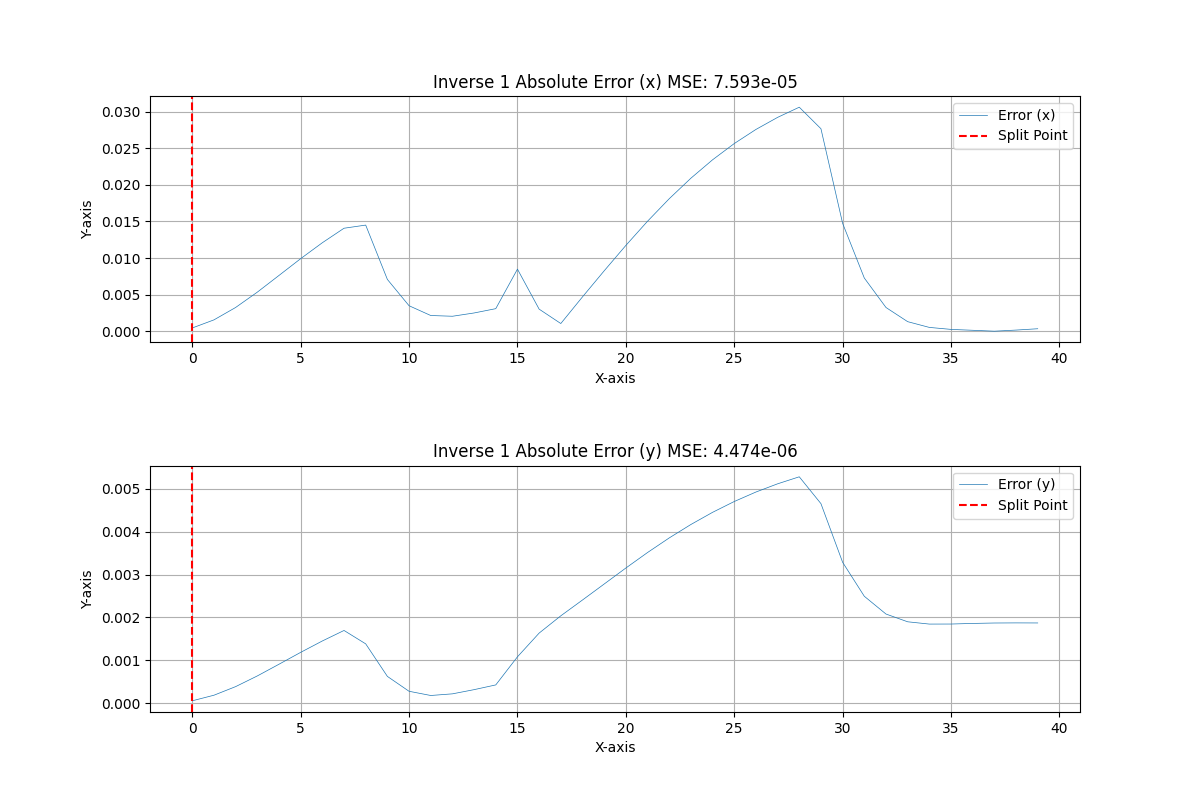 Inverse 1 Absolute Error (x) MSE: 7.593e-05
0.030
0.025
0.020
0.015
0.010
0.005
0.000
Y-axis
Error (x)
Split Point
0 5 10 15 20 25 30 35 40
X-axis
Inverse 1 Absolute Error (y) MSE: 4.474e-06
0.005
0.004
0.003
0.002
0.001
0.000
Y-axis
Error (y)
Split Point
0 5 10 15 20 25 30 35 40
X-axis